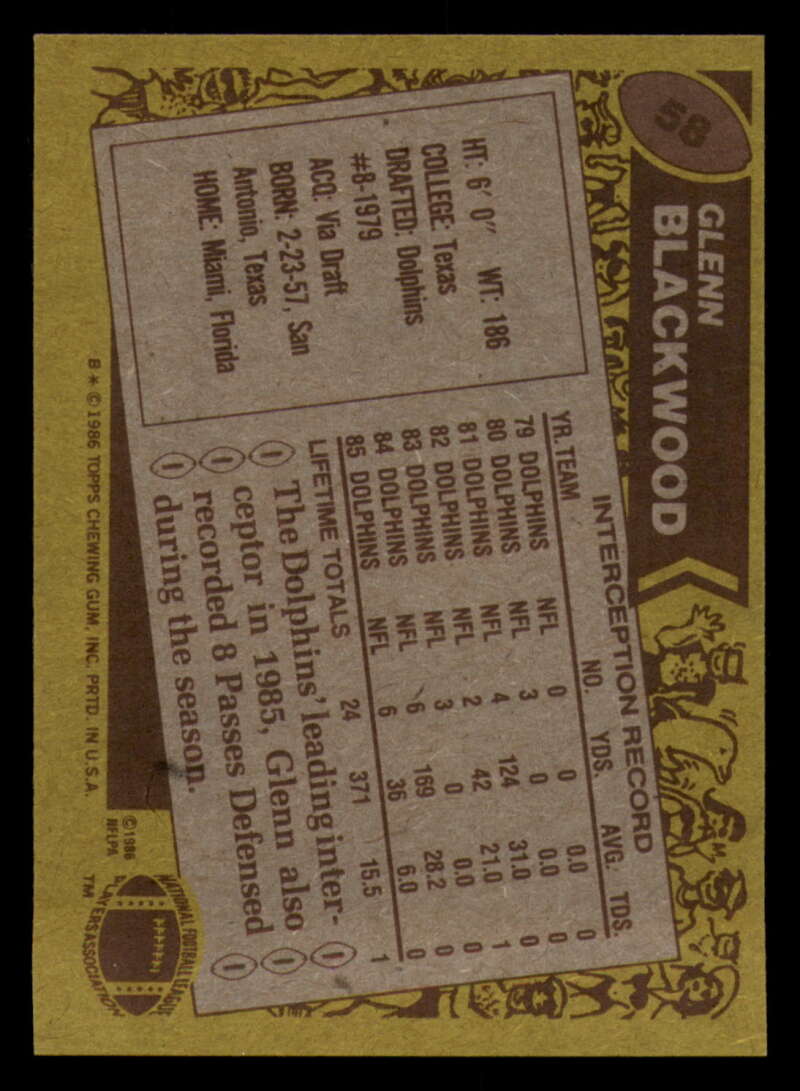 58
GLENN
BLACKWOOD
HT: 6' 0" WT: 186
COLLEGE: Texas
DRAFTED: Dolphins
#8-1979
ACQ: Via Draft
BORN: 2-23-57, San
Antonio, Texas
HOME: Miami, Florida
INTERCEPTION RECORD
YR. TEAM NO. YDS. AVG. TDS.
79 DOLPHINS NFL 0 0 0.0 0
80 DOLPHINS NFL 3 0 0.0 0
81 DOLPHINS NFL 4 124 31.0 0
82 DOLPHINS NFL 2 42 21.0 1
83 DOLPHINS NFL 3 0 0.0 0
84 DOLPHINS NFL 6 169 28.2 0
85 DOLPHINS NFL 6 36 6.0 0
LIFETIME TOTALS 24 371 15.5 1
The Dolphins' leading inter-
ceptor in 1985, Glenn also
recorded 8 Passes Defensed
during the season.
B * © 1986 TOPPS CHEWING GUM, INC. PRTD. IN U.S.A.
© 1986
NFLPA
NATIONAL FOOTBALL LEAGUE
PLAYERS ASSOCIATION
TM